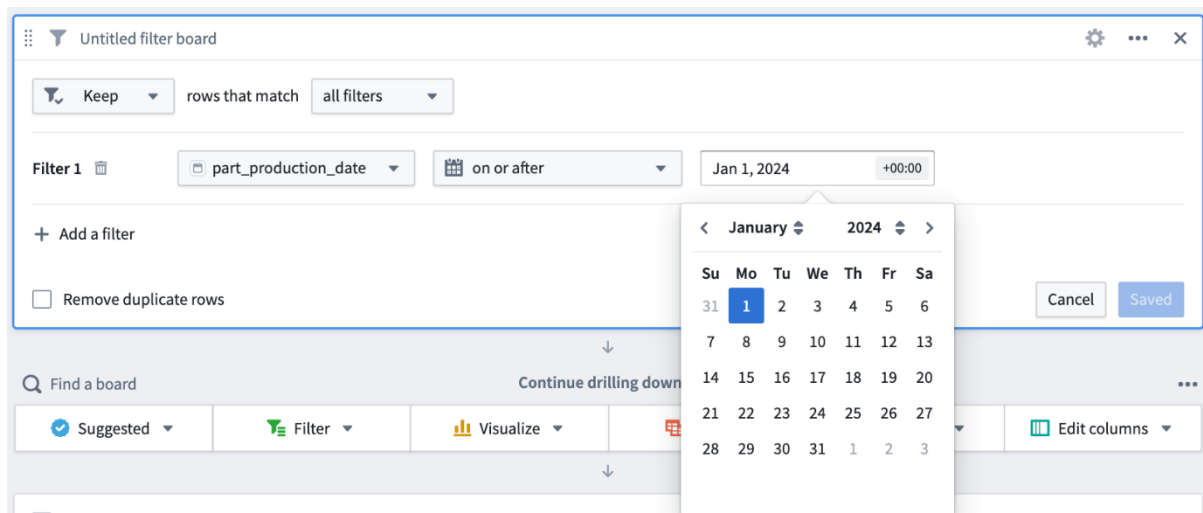 Untitled filter board
Keep rows that match all filters
Filter 1 part_production_date on or after Jan 1, 2024 +00:00
January 2024
Su Mo Tu We Th Fr Sa
31 1 2 3 4 5 6
7 8 9 10 11 12 13
14 15 16 17 18 19 20
21 22 23 24 25 26 27
28 29 30 31 1 2 3
+ Add a filter
Remove duplicate rows
Cancel Saved
Find a board Continue drilling down
Suggested Filter Visualize Edit columns